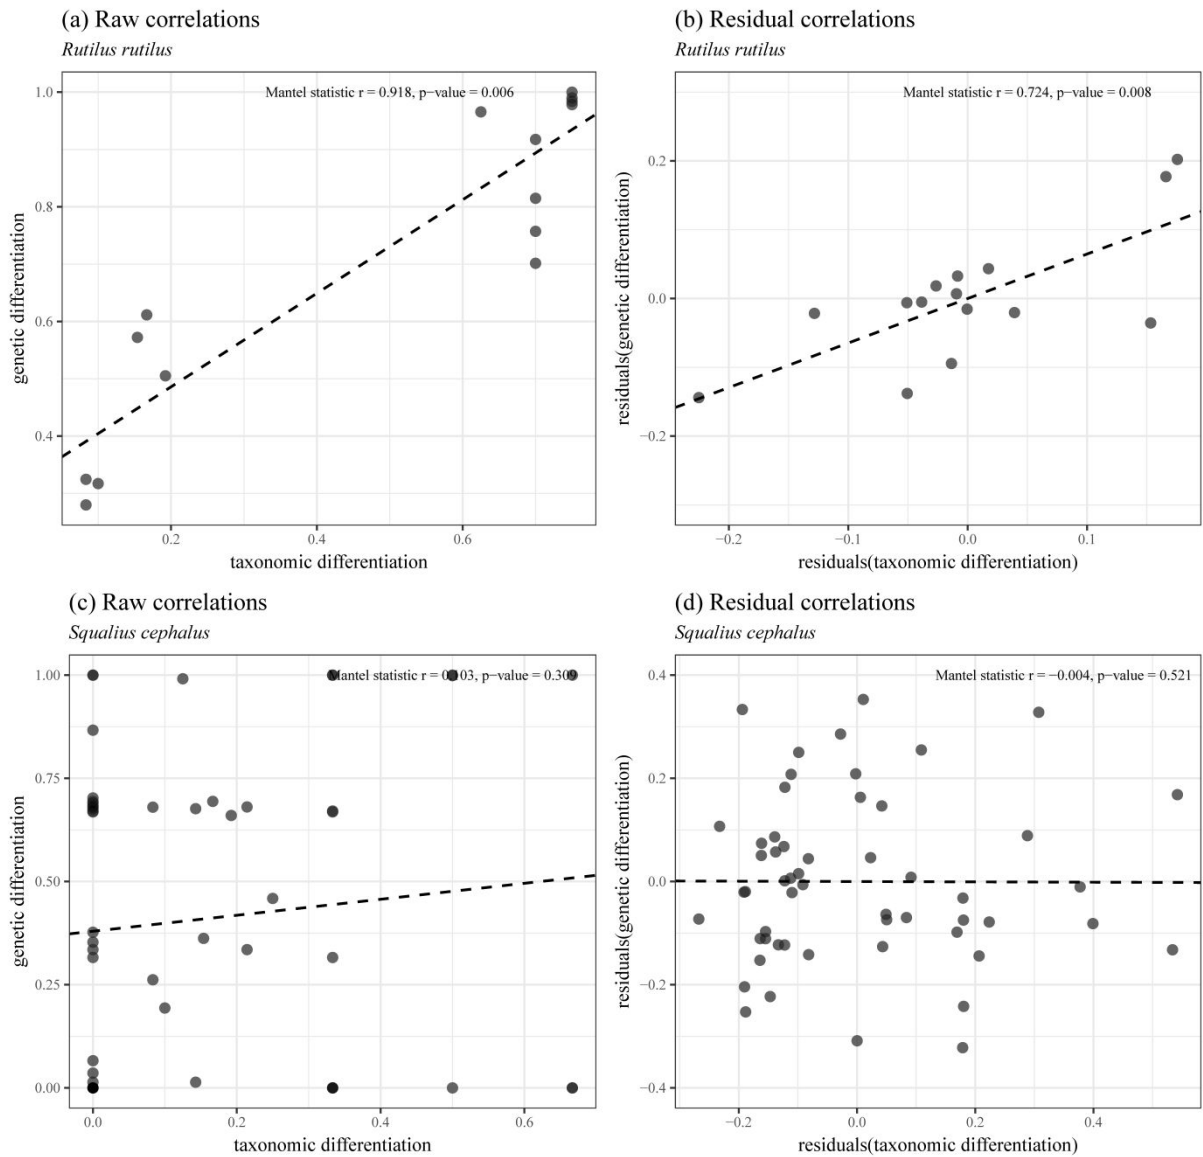 (a) Raw correlations
Rutilus rutilus
Mantel statistic r = 0.918, p−value = 0.006
1.0
0.8
0.6
0.4
genetic differentiation
0.2
0.4
0.6
taxonomic differentiation
(b) Residual correlations
Rutilus rutilus
Mantel statistic r = 0.724, p−value = 0.008
0.2
0.0
−0.2
residuals(genetic differentiation)
−0.2
−0.1
0.0
0.1
residuals(taxonomic differentiation)
(c) Raw correlations
Squalius cephalus
Mantel statistic r = 0.103, p−value = 0.309
1.00
0.75
0.50
0.25
0.00
genetic differentiation
0.0
0.2
0.4
0.6
taxonomic differentiation
(d) Residual correlations
Squalius cephalus
Mantel statistic r = −0.004, p−value = 0.521
0.4
0.2
0.0
−0.2
−0.4
residuals(genetic differentiation)
−0.2
0.0
0.2
0.4
residuals(taxonomic differentiation)